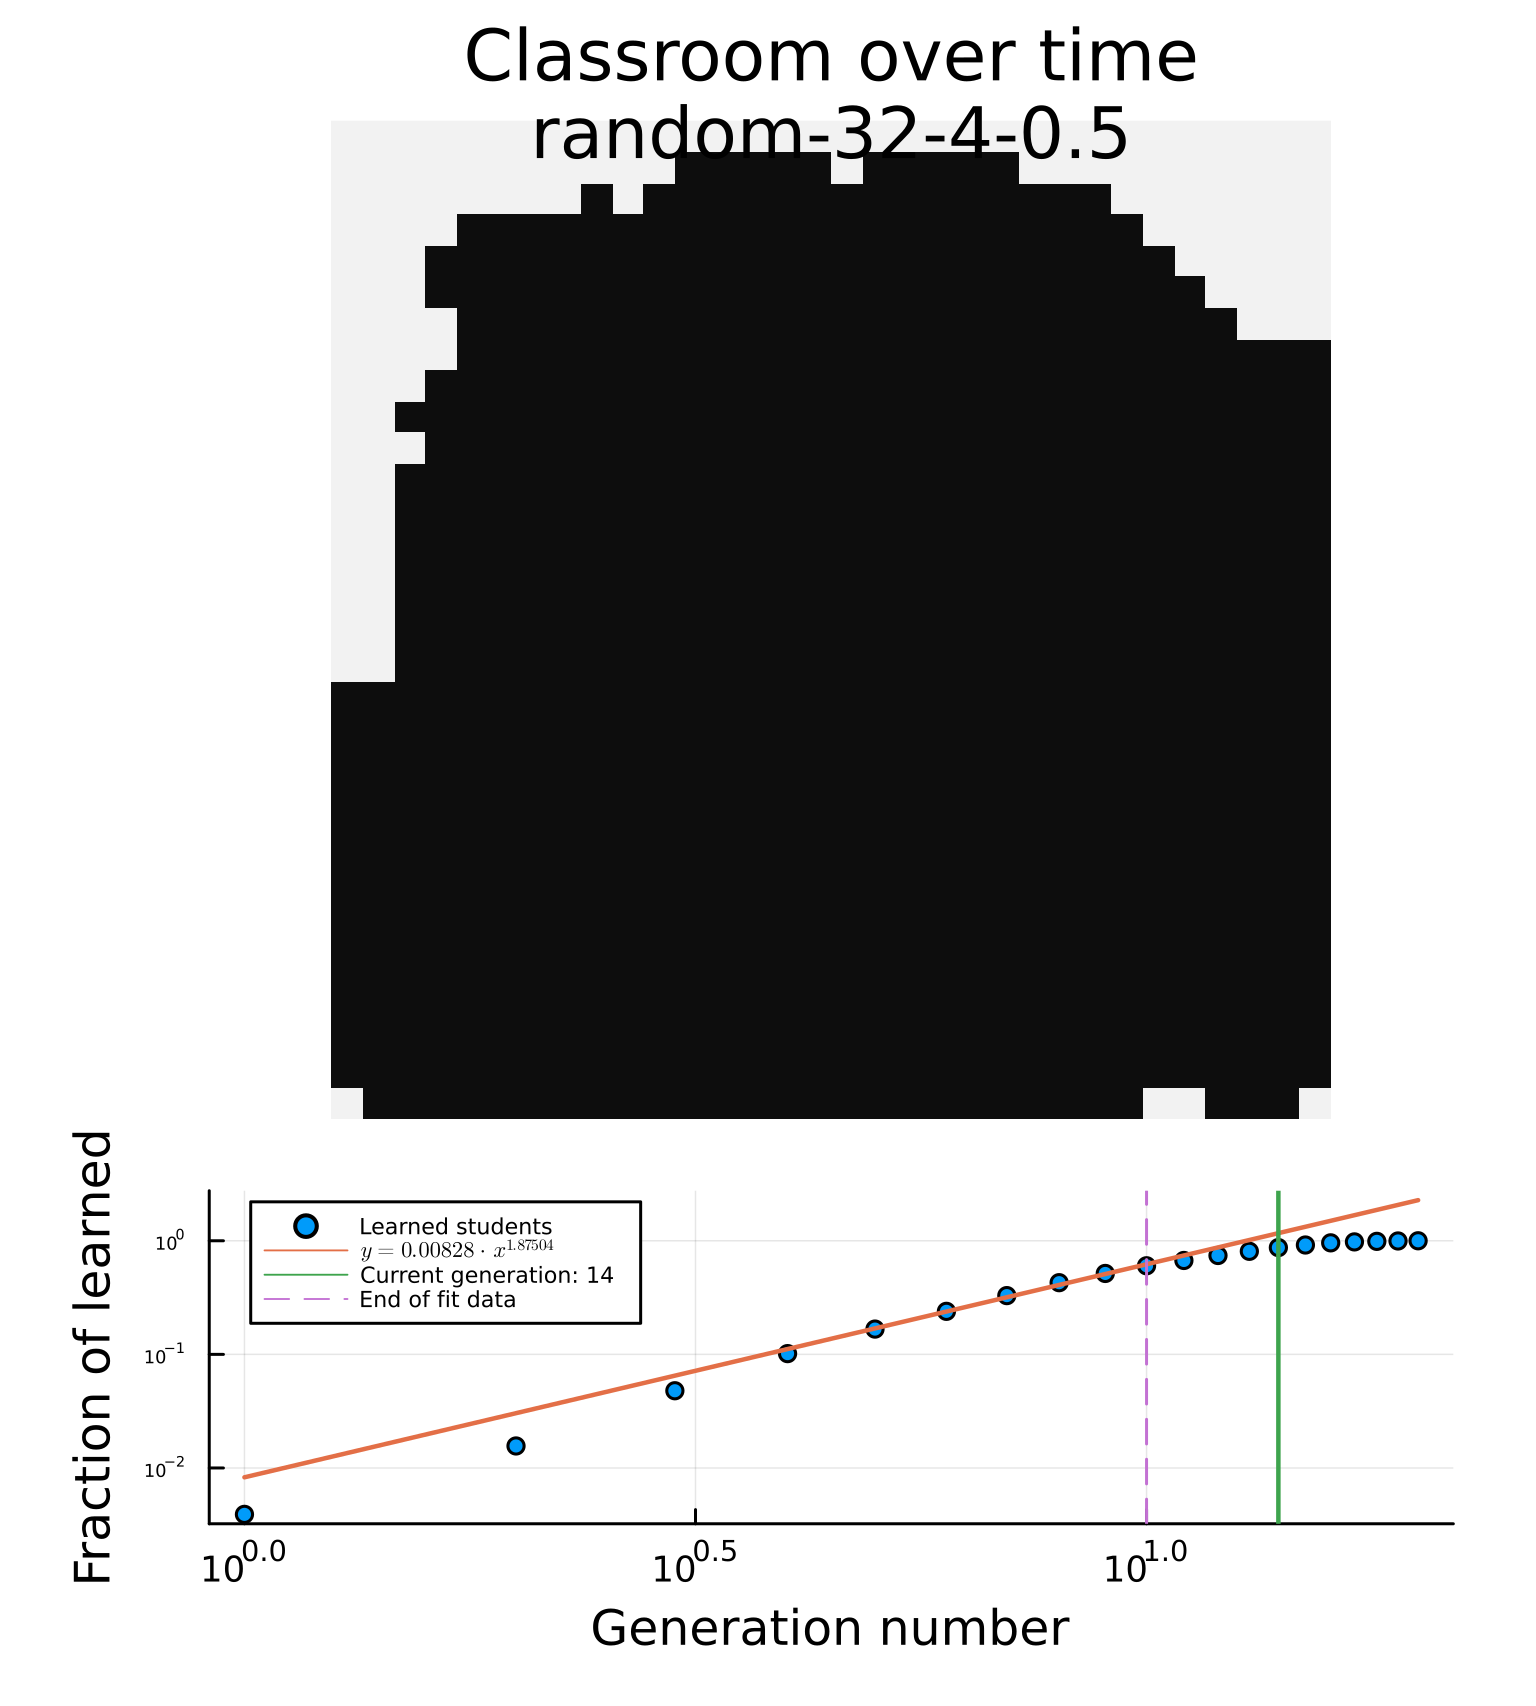 Classroom over time
random-32-4-0.5
Fraction of learned
Learned students
y = 0.00828 · x^1.87504
Current generation: 14
End of fit data
10^0
10^−1
10^−2
10^0.0 10^0.5 10^1.0
Generation number